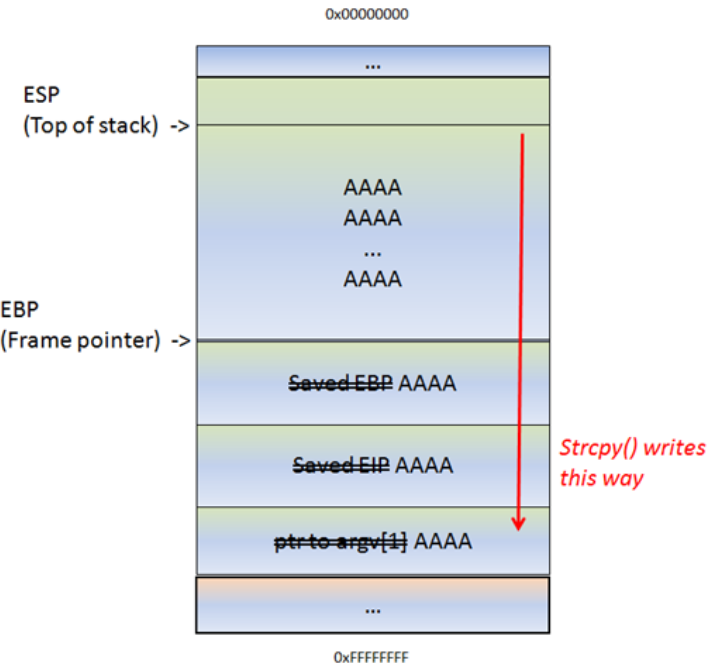 0x00000000
...
ESP
(Top of stack) ->
AAAA
AAAA
...
AAAA
EBP
(Frame pointer) ->
Saved EBP AAAA
Saved EIP AAAA
Strcpy() writes
this way
ptr to argv[1] AAAA
...
0xFFFFFFFF